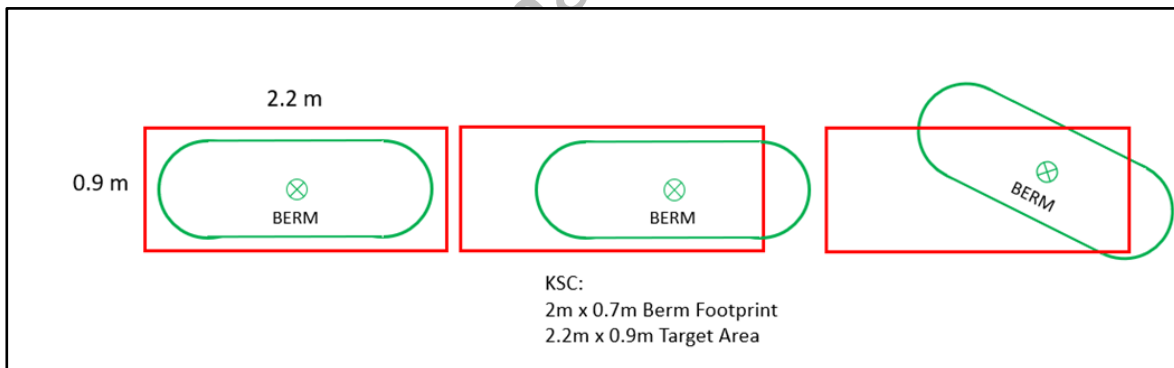 2.2 m
0.9 m
BERM
BERM
BERM
KSC:
2m x 0.7m Berm Footprint
2.2m x 0.9m Target Area